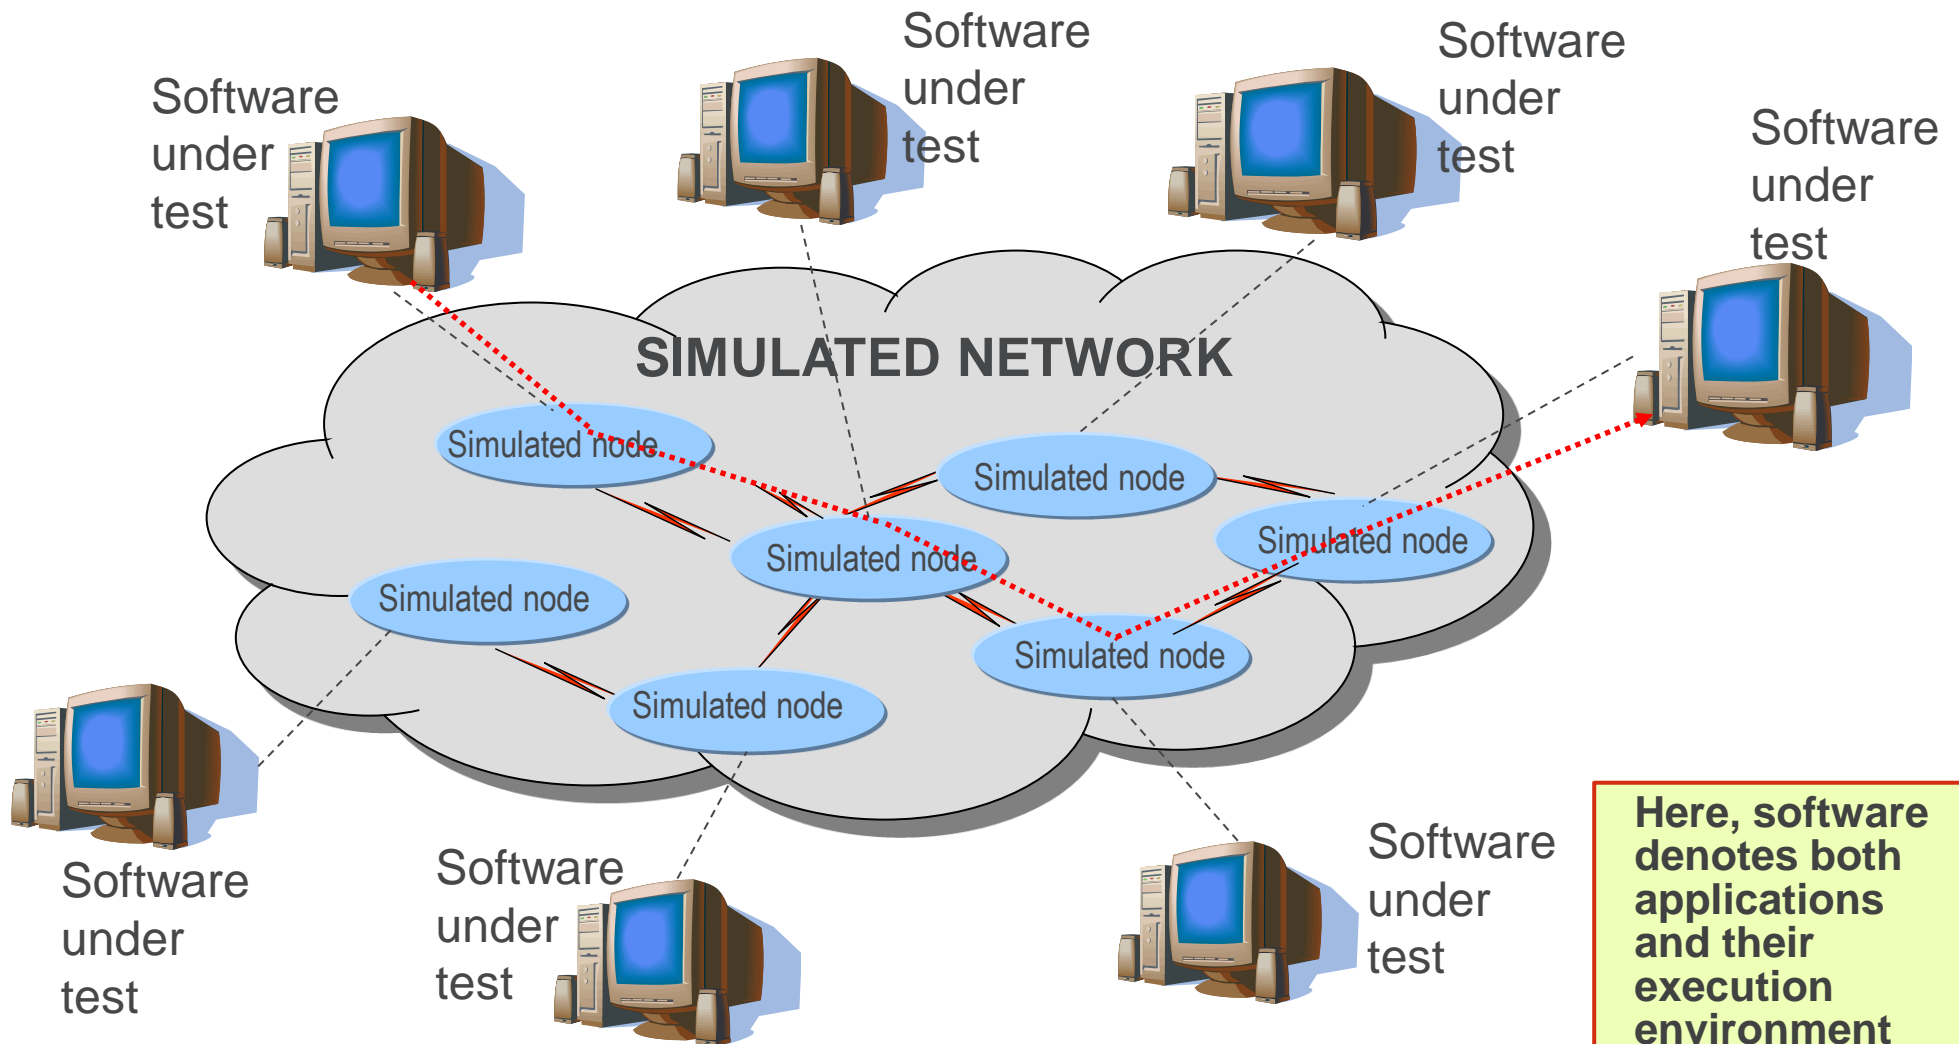 Software
under
test
Software
under
test
Software
under
test
Software
under
test
SIMULATED NETWORK
Simulated node
Simulated node
Simulated node
Simulated node
Simulated node
Simulated node
Simulated node
Software
under
test
Software
under
test
Software
under
test
Here, software
denotes both
applications
and their
execution
environment